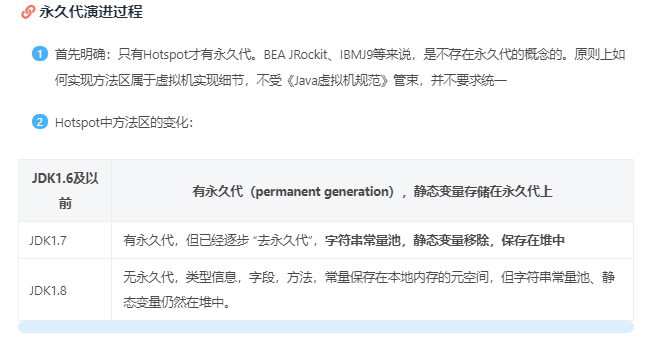 永久代演进过程
1 首先明确：只有Hotspot才有永久代。BEA JRockit、IBMJ9等来说，是不存在永久代的概念的。原则上如
何实现方法区属于虚拟机实现细节，不受《Java虚拟机规范》管束，并不要求统一
2 Hotspot中方法区的变化：
JDK1.6及以
前
有永久代（permanent generation），静态变量存储在永久代上
JDK1.7
有永久代，但已经逐步 “去永久代”，字符串常量池，静态变量移除，保存在堆中
JDK1.8
无永久代，类型信息，字段，方法，常量保存在本地内存的元空间，但字符串常量池、静
态变量仍然在堆中。